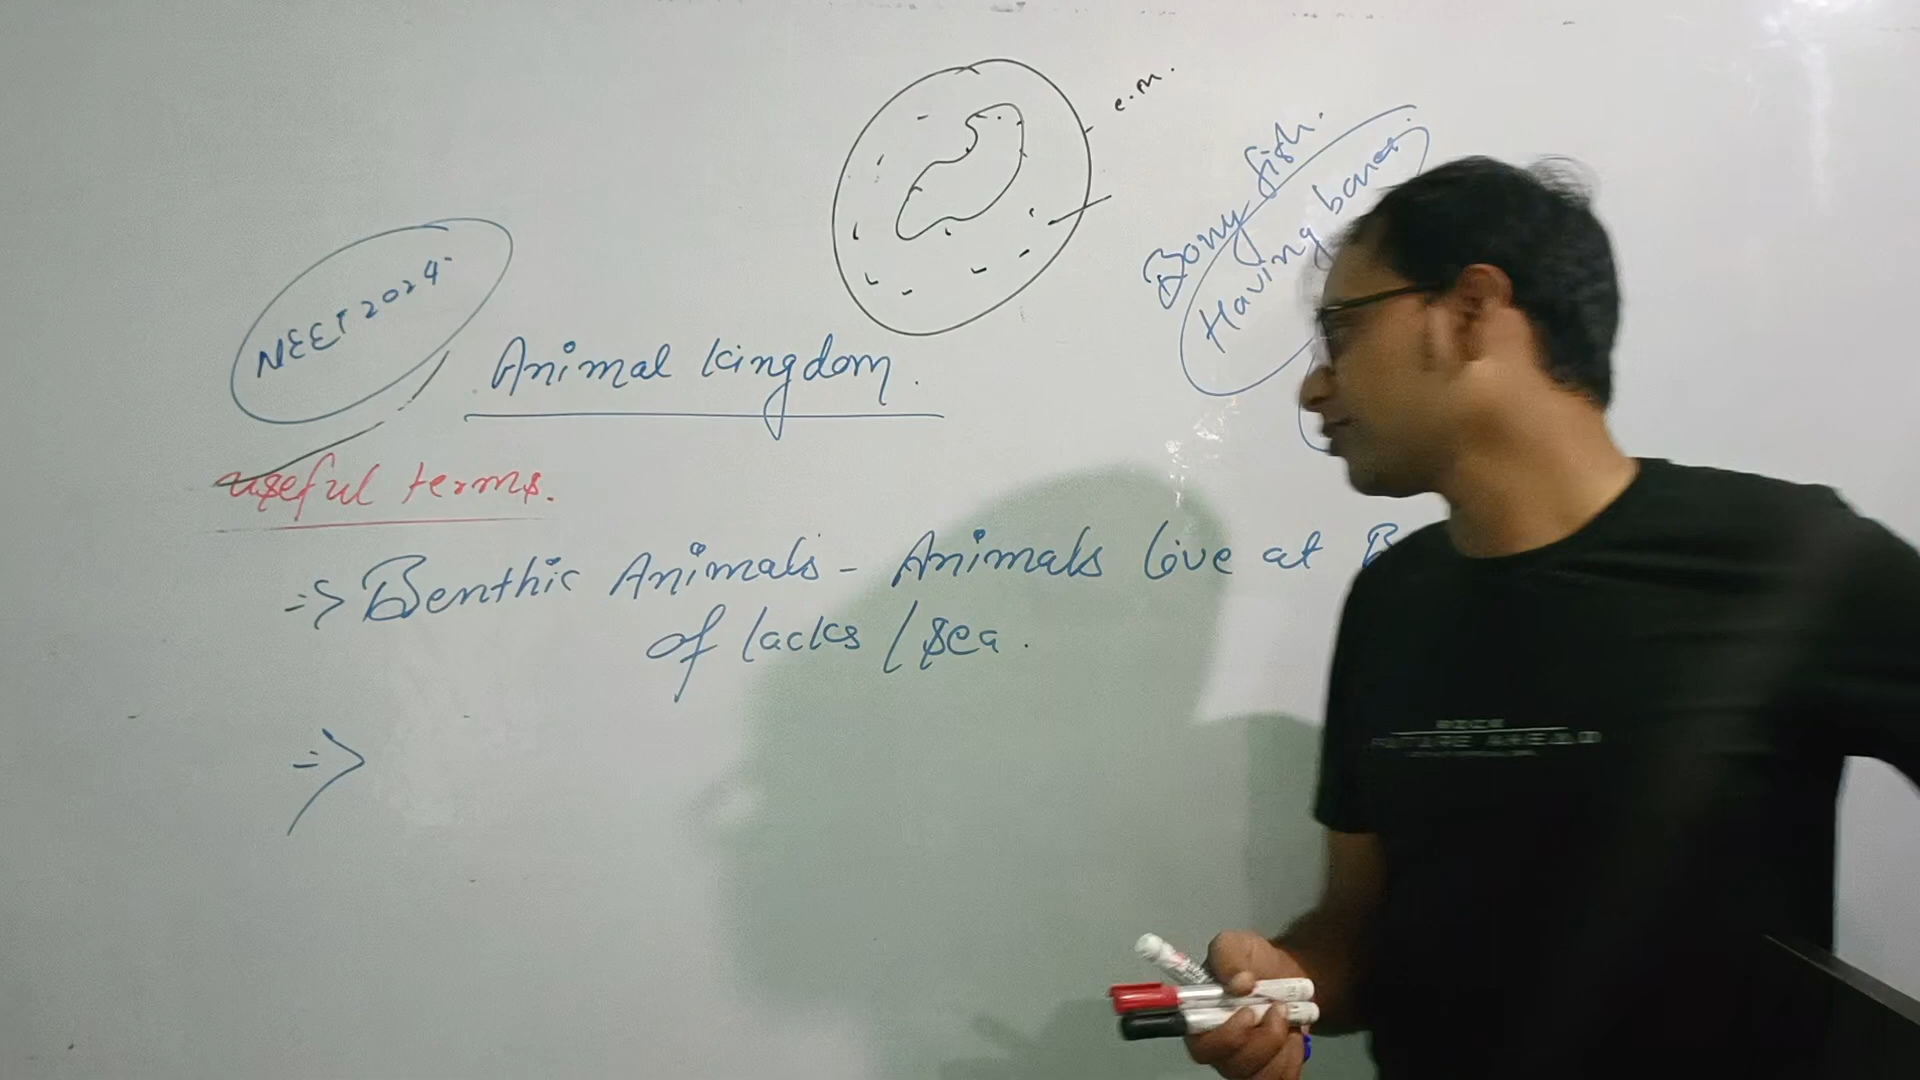 e.m.
Bony fish.
Having bones
NEET 2024
Animal kingdom.
useful terms.
=> Benthic Animals - Animals live at B
of lacks / sea.
=>